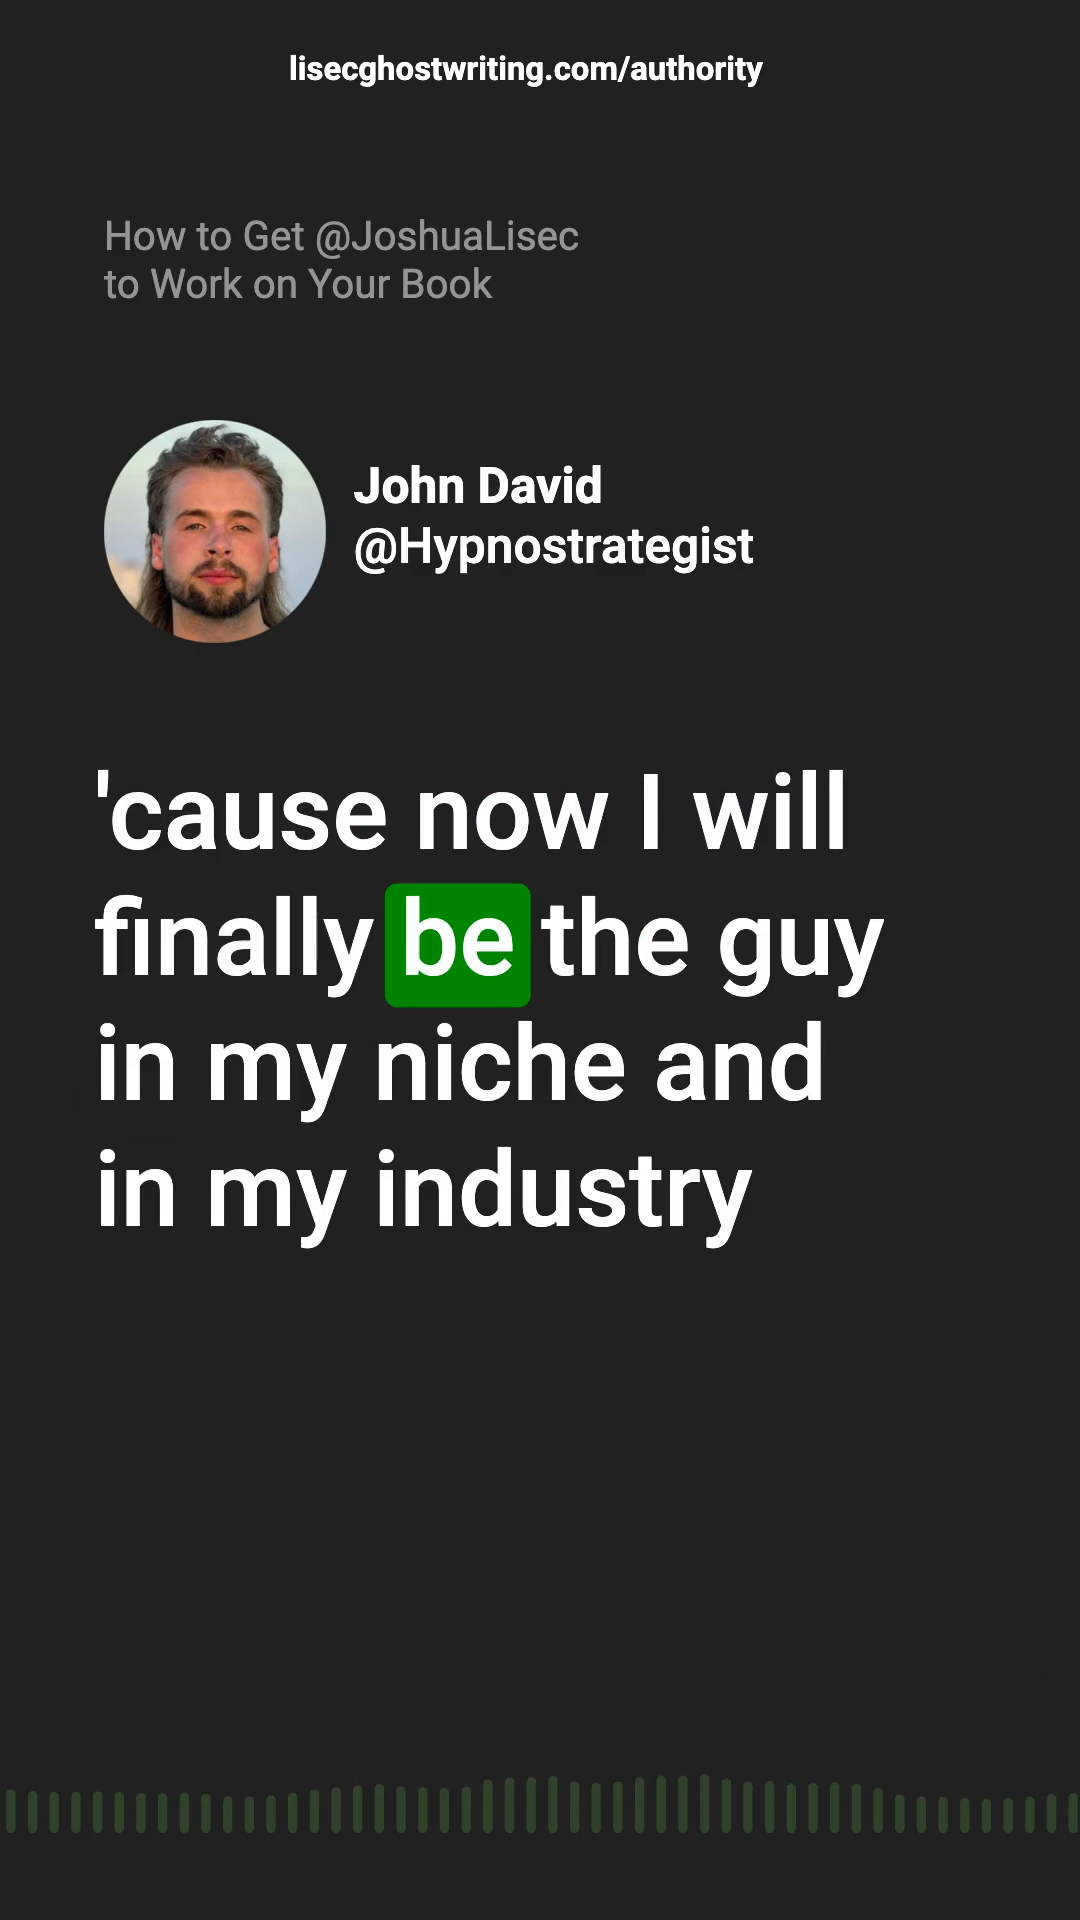 lisecghostwriting.com/authority
How to Get @JoshuaLisec
to Work on Your Book
John David
@Hypnostrategist
'cause now I will
finally be the guy
in my niche and
in my industry